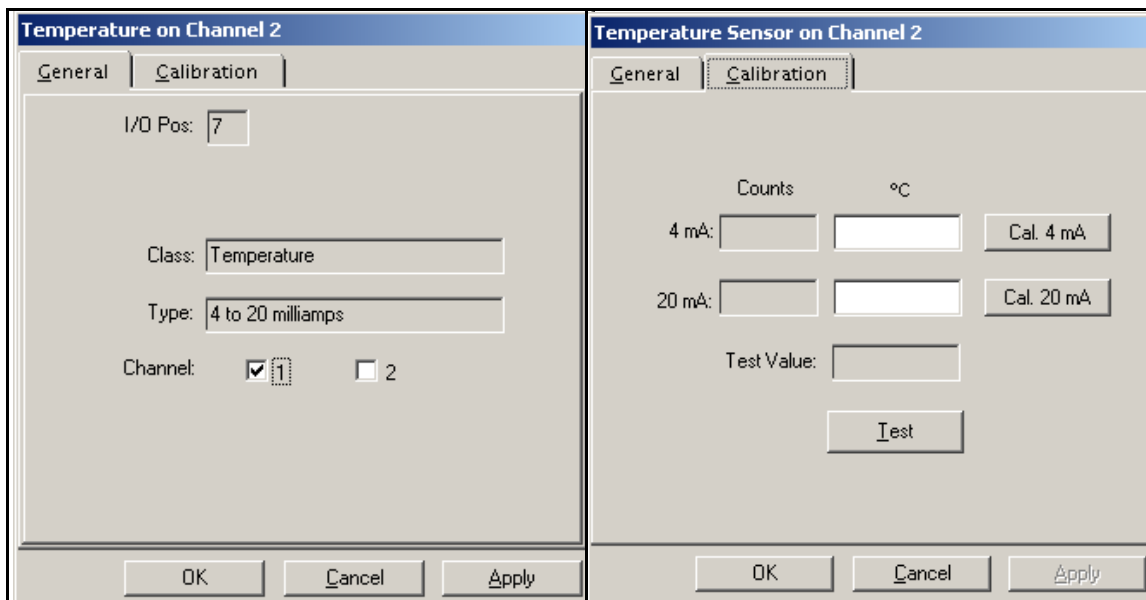 Temperature on Channel 2
General Calibration
I/O Pos: 7
Class: Temperature
Type: 4 to 20 milliamps
Channel: 1 2
OK Cancel Apply
Temperature Sensor on Channel 2
General Calibration
Counts °C
4 mA: Cal. 4 mA
20 mA: Cal. 20 mA
Test Value:
Test
OK Cancel Apply